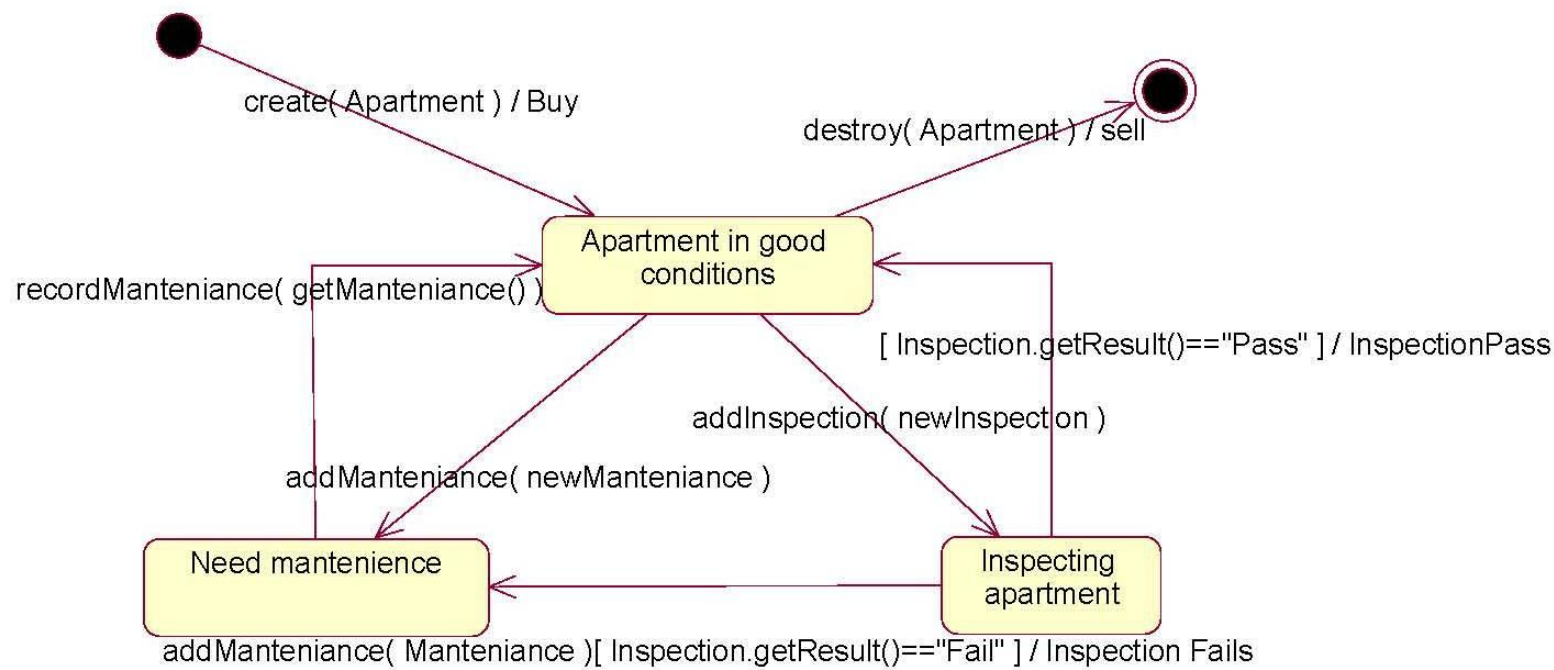 create( Apartment ) / Buy
destroy( Apartment ) / sell
Apartment in good
conditions
recordManteniance( getManteniance() )
[ Inspection.getResult()=="Pass" ] / InspectionPass
addInspection( newInspection )
addManteniance( newManteniance )
Need mantenience
Inspecting
apartment
addManteniance( Manteniance )[ Inspection.getResult()=="Fail" ] / Inspection Fails